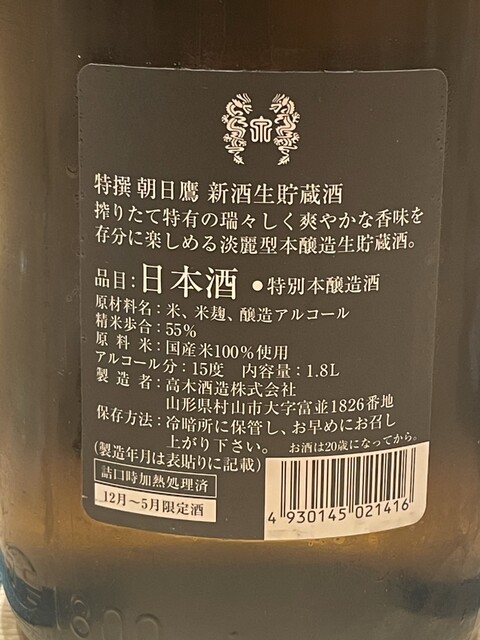 特撰 朝日鷹 新酒生貯蔵酒
搾りたて特有の瑞々しく爽やかな香味を
存分に楽しめる淡麗型本醸造生貯蔵酒。
品目：日本酒 ●特別本醸造酒
原材料名：米、米麹、醸造アルコール
精米歩合：55%
原料米：国産米100%使用
アルコール分：15度 内容量：1.8L
製造者：高木酒造株式会社
山形県村山市大字富並1826番地
保存方法：冷暗所に保管し、お早めにお召し
上がり下さい。 お酒は20歳になってから。
(製造年月は表貼りに記載)
詰口時加熱処理済
12月〜5月限定酒
4 930145 021416
1800